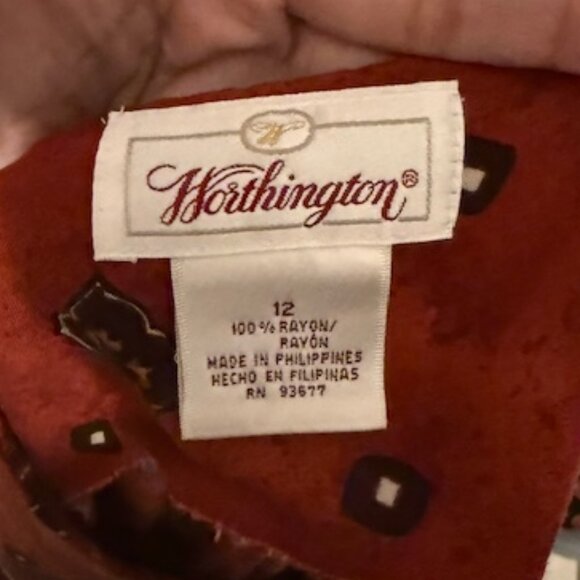 W
Worthington®
12
100% RAYON/
RAYÓN
MADE IN PHILIPPINES
HECHO EN FILIPINAS
RN 93677